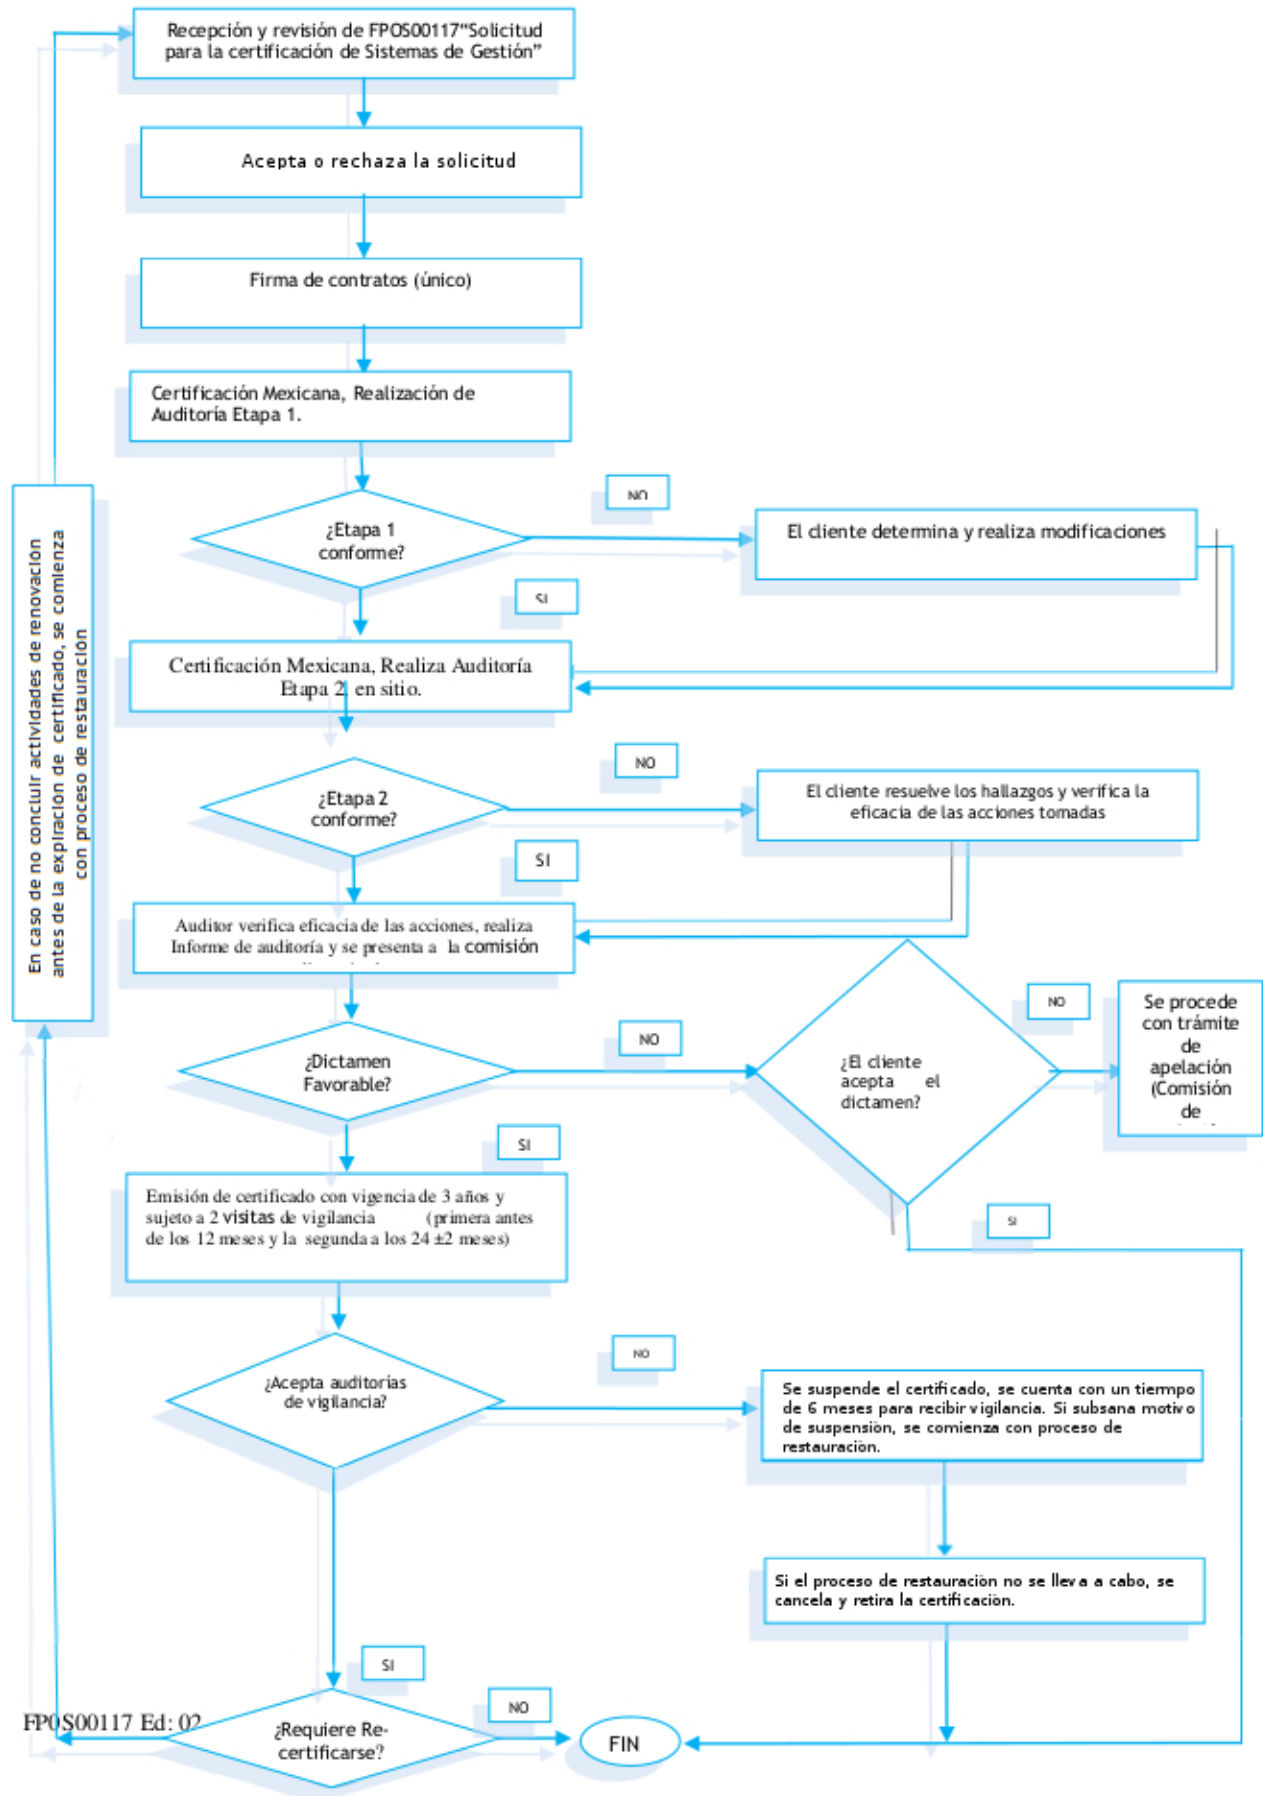 Recepción y revisión de FPOS00117“Solicitud
para la certificación de Sistemas de Gestión”
Acepta o rechaza la solicitud
Firma de contratos (único)
Certificación Mexicana, Realización de
Auditoría Etapa 1.
¿Etapa 1
conforme?
NO
El cliente determina y realiza modificaciones
SI
Certificación Mexicana, Realiza Auditoría
Etapa 2, en sitio.
¿Etapa 2
conforme?
NO
El cliente resuelve los hallazgos y verifica la
eficacia de las acciones tomadas
SI
Auditor verifica eficacia de las acciones, realiza
Informe de auditoría y se presenta a la comisión
¿Dictamen
Favorable?
NO
¿El cliente
acepta el
dictamen?
NO
Se procede
con trámite
de
apelación
(Comisión
de
SI
SI
Emisión de certificado con vigencia de 3 años y
sujeto a 2 visitas de vigilancia (primera antes
de los 12 meses y la segunda a los 24 ±2 meses)
¿Acepta auditorías
de vigilancia?
NO
Se suspende el certificado, se cuenta con un tiermpo
de 6 meses para recibir vigilancia. Si subsana motivo
de suspensión, se comienza con proceso de
restauración.
Si el proceso de restauración no se lleva a cabo, se
cancela y retira la certificación.
SI
¿Requiere Re-
certificarse?
NO
FIN
En caso de no concluir actividades de renovación
antes de la expiración de certificado, se comienza
con proceso de restauración
FP0S00117 Ed: 02